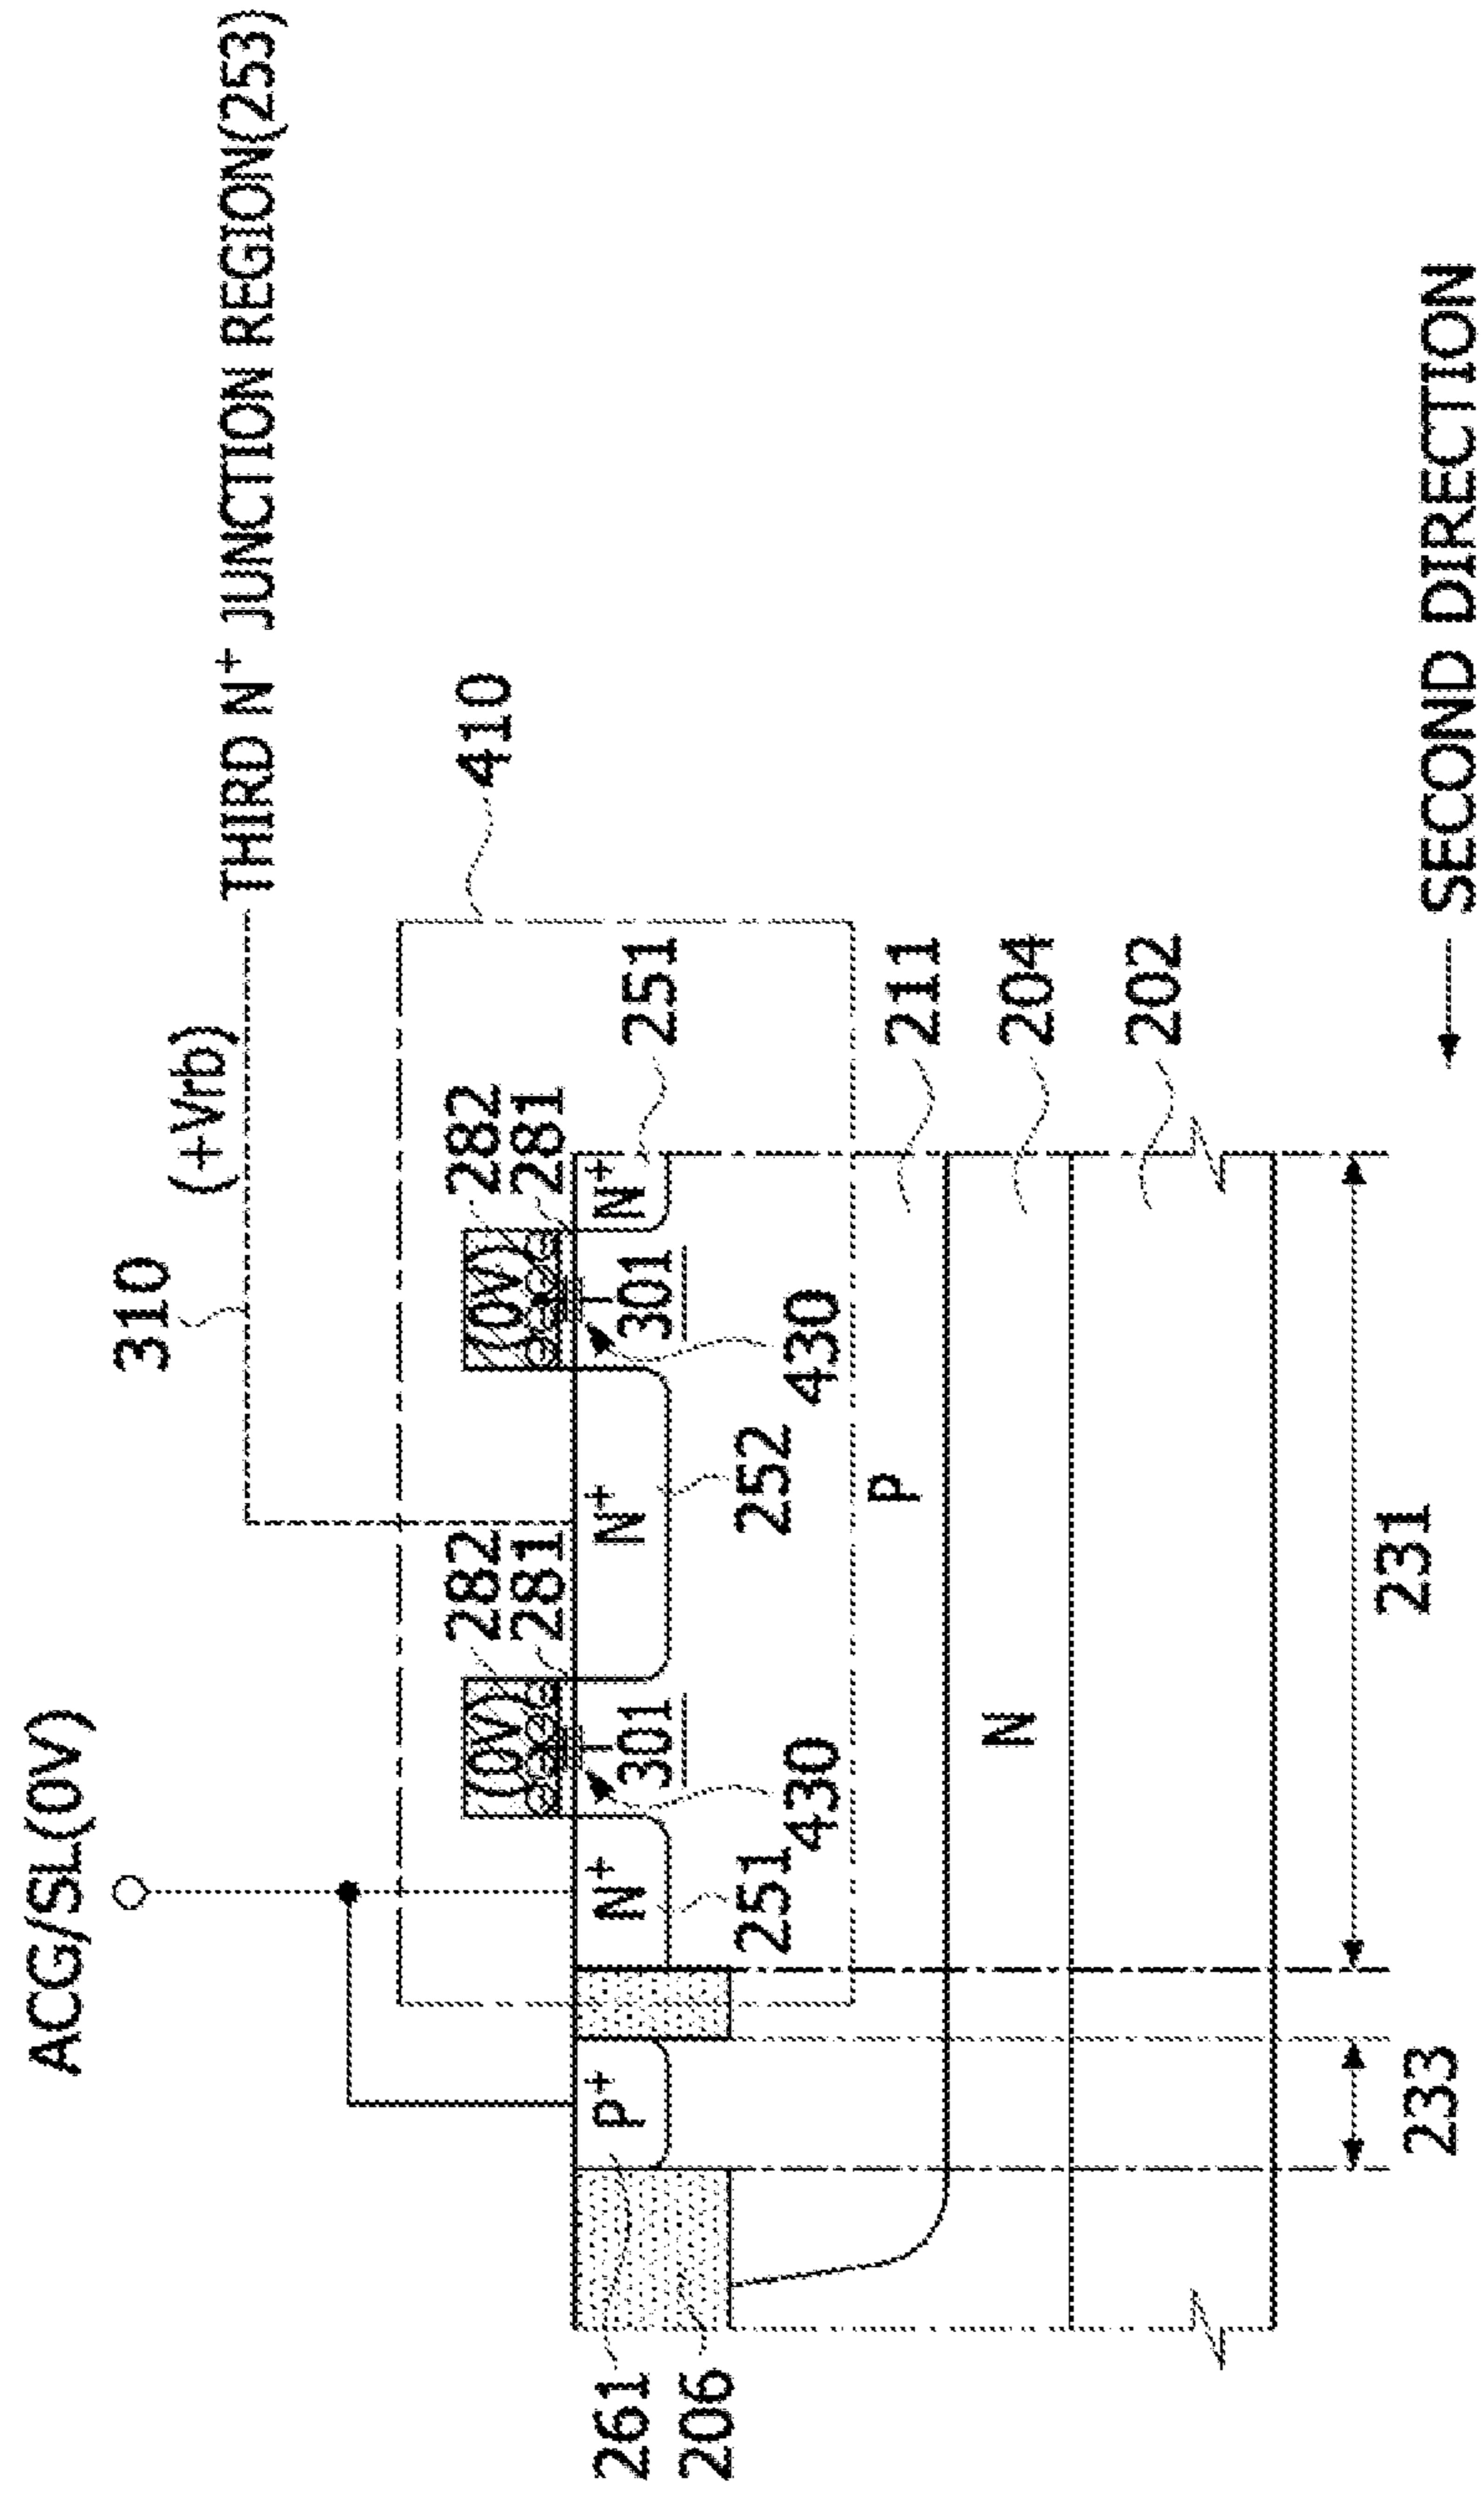 ACG/SL(0V)
310
(+Vrb)
THIRD N+ JUNCTION REGION(253)
410
282
281
282
281
(0V)
(0V)
261
206
P+
N+
N+
N+
301
301
251
251
430
252
430
P
211
N
204
202
233
231
SECOND DIRECTION